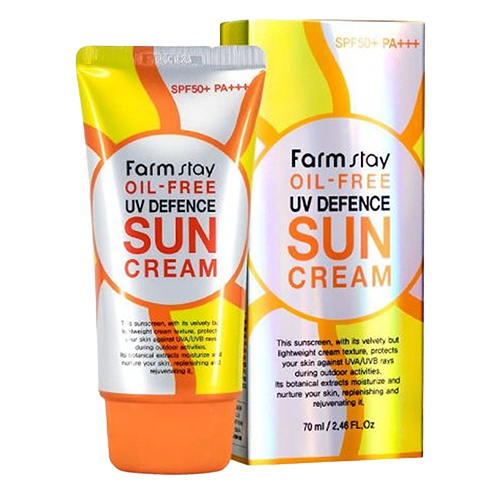 SPF50+ PA+++
Farm stay
OIL-FREE
UV DEFENCE
SUN
CREAM
This sunscreen, with its velvety but
lightweight cream texture, protects
your skin against UVA/UVB rays
during outdoor activities.
Its botanical extracts moisturize and
nurture your skin, replenishing and
rejuvenating it.
SPF50+ PA+++
Farm stay
OIL-FREE
UV DEFENCE
SUN
CREAM
This sunscreen, with its velvety but
lightweight cream texture, protects
your skin against UVA/UVB rays
during outdoor activities.
Its botanical extracts moisturize and
nurture your skin, replenishing and
rejuvenating it.
70 ml / 2.46 FL.Oz